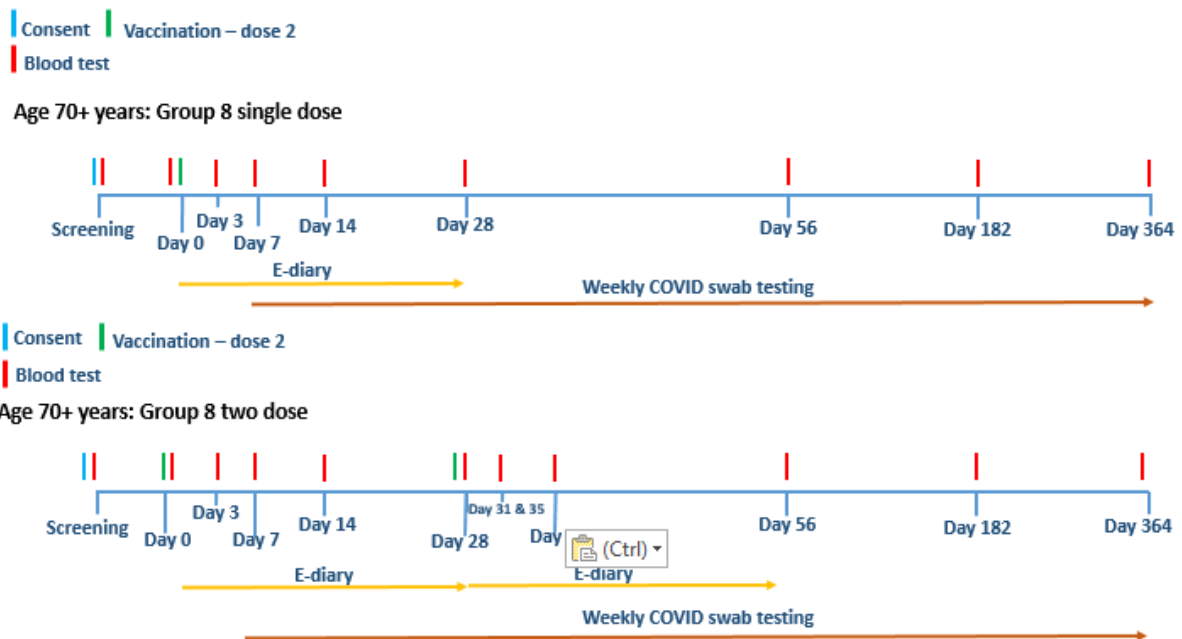 Consent Vaccination – dose 2
Blood test
Age 70+ years: Group 8 single dose
Screening Day 0 Day 3 Day 7 Day 14 Day 28 Day 56 Day 182 Day 364
E-diary
Weekly COVID swab testing
Consent Vaccination – dose 2
Blood test
Age 70+ years: Group 8 two dose
Screening Day 0 Day 3 Day 7 Day 14 Day 28 Day 31 & 35 Day Day 56 Day 182 Day 364
(Ctrl)
E-diary E-diary
Weekly COVID swab testing